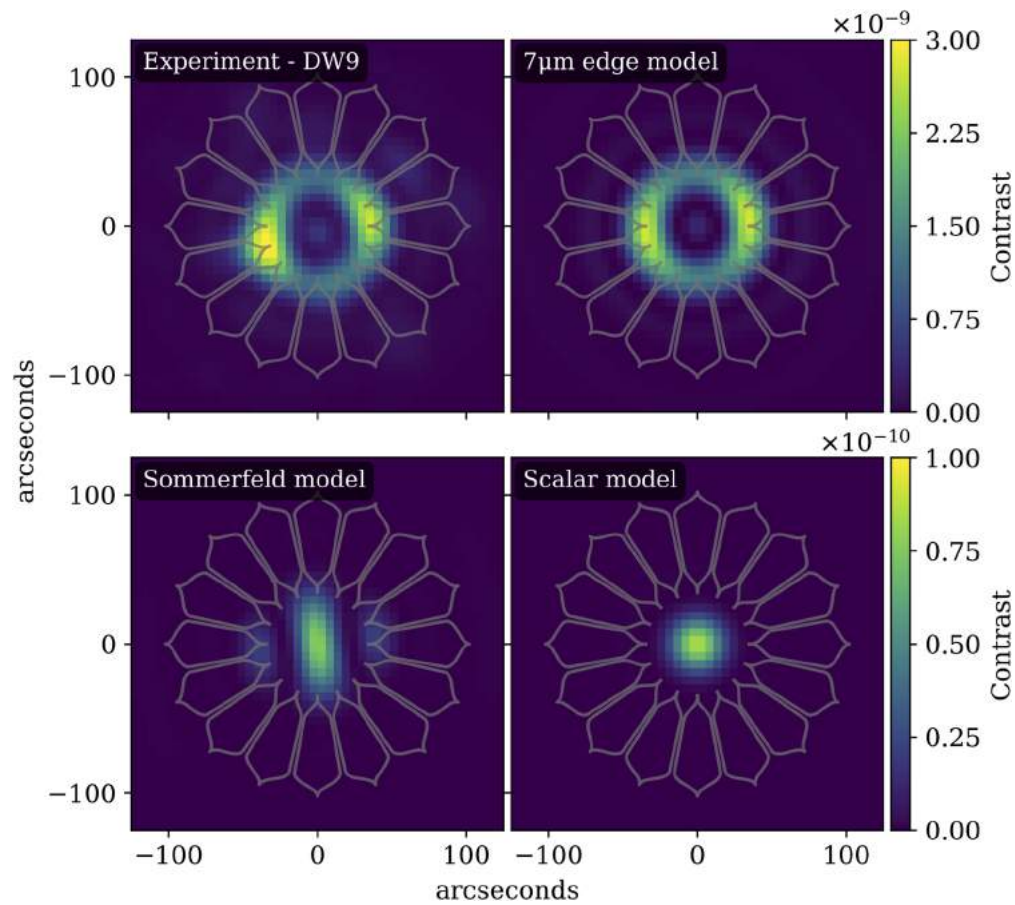 ×10⁻⁹
Experiment - DW9
7μm edge model
100
0
−100
3.00
2.25
1.50
0.75
0.00
Contrast
arcseconds
×10⁻¹⁰
Sommerfeld model
Scalar model
100
0
−100
1.00
0.75
0.50
0.25
0.00
Contrast
−100 0 100
−100 0 100
arcseconds